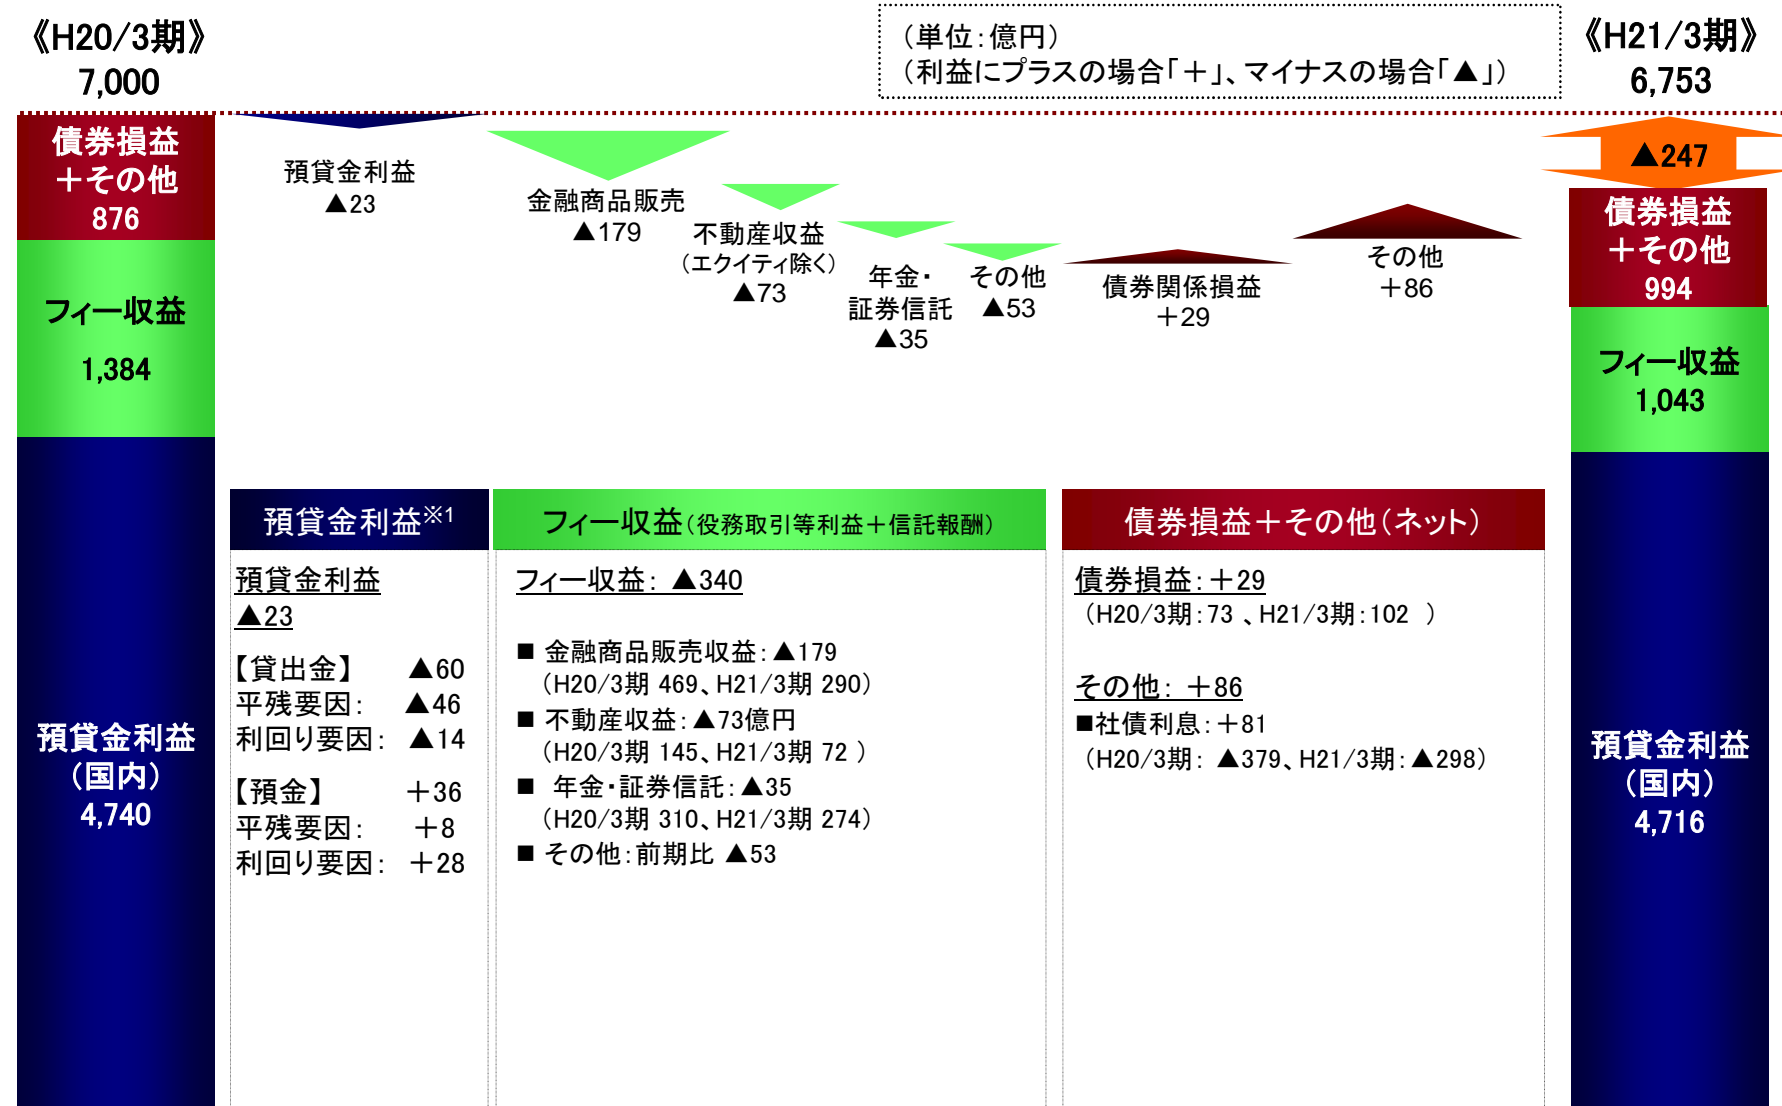 《H20/3期》
7,000
（単位：億円）
（利益にプラスの場合「＋」、マイナスの場合「▲」）
《H21/3期》
6,753
債券損益
＋その他
876
フィー収益
1,384
預貸金利益
（国内）
4,740
預貸金利益
▲23
金融商品販売
▲179
不動産収益
（エクイティ除く）
▲73
年金・
証券信託
▲35
その他
▲53
債券関係損益
＋29
その他
＋86
▲247
債券損益
＋その他
994
フィー収益
1,043
預貸金利益
（国内）
4,716
預貸金利益※1
預貸金利益
▲23
【貸出金】 ▲60
平残要因： ▲46
利回り要因： ▲14
【預金】 ＋36
平残要因： ＋8
利回り要因： ＋28
フィー収益（役務取引等利益＋信託報酬）
フィー収益： ▲340
■ 金融商品販売収益：▲179
（H20/3期 469、H21/3期 290）
■ 不動産収益：▲73億円
（H20/3期 145、H21/3期 72 ）
■ 年金・証券信託：▲35
（H20/3期 310、H21/3期 274）
■ その他：前期比 ▲53
債券損益＋その他（ネット）
債券損益：＋29
（H20/3期：73 、H21/3期：102 ）
その他： ＋86
■社債利息：＋81
（H20/3期： ▲379、H21/3期：▲298）